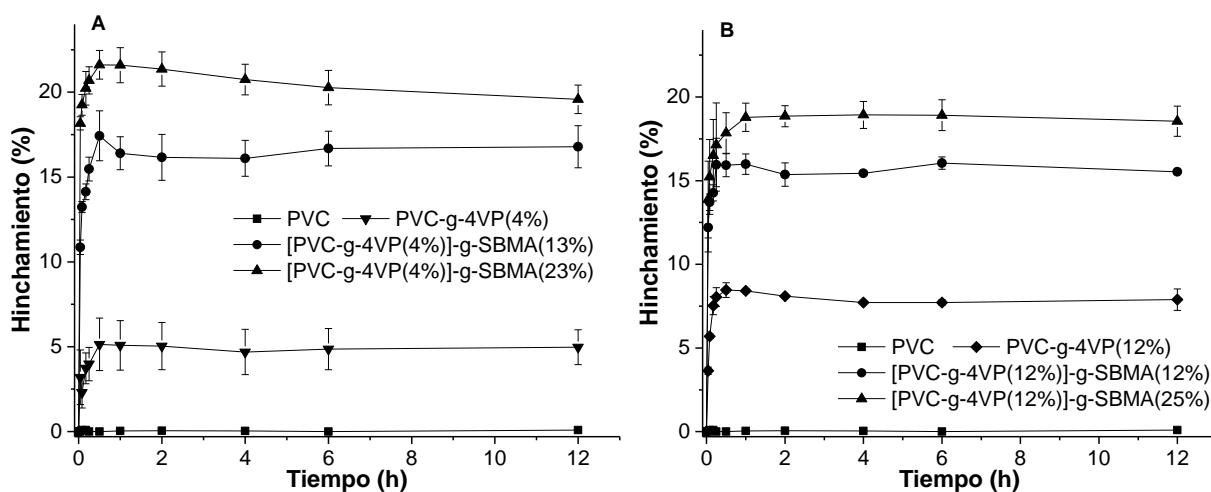 A
Hinchamiento (%)
20
15
10
5
0
PVC PVC-g-4VP(4%)
[PVC-g-4VP(4%)]-g-SBMA(13%)
[PVC-g-4VP(4%)]-g-SBMA(23%)
0 2 4 6 8 10 12
Tiempo (h)
B
Hinchamiento (%)
20
15
10
5
0
PVC PVC-g-4VP(12%)
[PVC-g-4VP(12%)]-g-SBMA(12%)
[PVC-g-4VP(12%)]-g-SBMA(25%)
0 2 4 6 8 10 12
Tiempo (h)